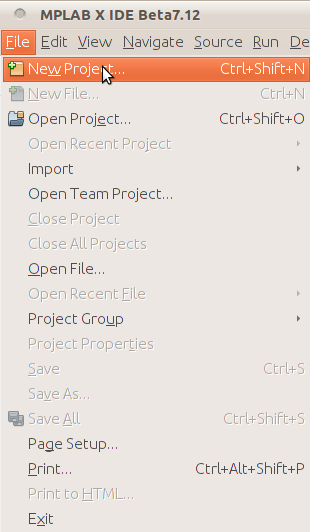 MPLAB X IDE Beta7.12
File Edit View Navigate Source Run De
New Project... Ctrl+Shift+N
New File... Ctrl+N
Open Project... Ctrl+Shift+O
Open Recent Project
Import
Open Team Project...
Close Project
Close All Projects
Open File...
Open Recent File
Project Group
Project Properties
Save Ctrl+S
Save As...
Save All Ctrl+Shift+S
Page Setup...
Print... Ctrl+Alt+Shift+P
Print to HTML...
Exit